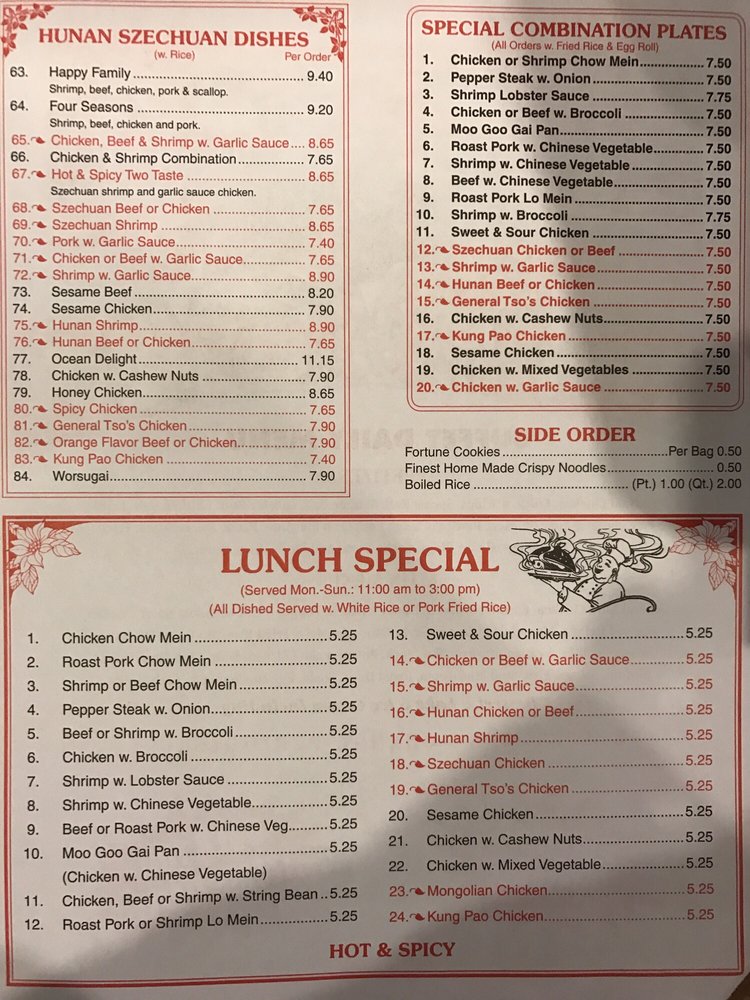 HUNAN SZECHUAN DISHES
(w. Rice) Per Order
63. Happy Family 9.40
Shrimp, beef, chicken, pork & scallop.
64. Four Seasons 9.20
Shrimp, beef, chicken and pork.
65. Chicken, Beef & Shrimp w. Garlic Sauce 8.65
66. Chicken & Shrimp Combination 7.65
67. Hot & Spicy Two Taste 8.65
Szechuan shrimp and garlic sauce chicken.
68. Szechuan Beef or Chicken 7.65
69. Szechuan Shrimp 8.65
70. Pork w. Garlic Sauce 7.40
71. Chicken or Beef w. Garlic Sauce 7.65
72. Shrimp w. Garlic Sauce 8.90
73. Sesame Beef 8.20
74. Sesame Chicken 7.90
75. Hunan Shrimp 8.90
76. Hunan Beef or Chicken 7.65
77. Ocean Delight 11.15
78. Chicken w. Cashew Nuts 7.90
79. Honey Chicken 8.65
80. Spicy Chicken 7.65
81. General Tso's Chicken 7.90
82. Orange Flavor Beef or Chicken 7.90
83. Kung Pao Chicken 7.40
84. Worsugai 7.90
SPECIAL COMBINATION PLATES
(All Orders w. Fried Rice & Egg Roll)
1. Chicken or Shrimp Chow Mein 7.50
2. Pepper Steak w. Onion 7.50
3. Shrimp Lobster Sauce 7.75
4. Chicken or Beef w. Broccoli 7.50
5. Moo Goo Gai Pan 7.50
6. Roast Pork w. Chinese Vegetable 7.50
7. Shrimp w. Chinese Vegetable 7.50
8. Beef w. Chinese Vegetable 7.50
9. Roast Pork Lo Mein 7.50
10. Shrimp w. Broccoli 7.75
11. Sweet & Sour Chicken 7.50
12. Szechuan Chicken or Beef 7.50
13. Shrimp w. Garlic Sauce 7.50
14. Hunan Beef or Chicken 7.50
15. General Tso's Chicken 7.50
16. Chicken w. Cashew Nuts 7.50
17. Kung Pao Chicken 7.50
18. Sesame Chicken 7.50
19. Chicken w. Mixed Vegetables 7.50
20. Chicken w. Garlic Sauce 7.50
SIDE ORDER
Fortune Cookies Per Bag 0.50
Finest Home Made Crispy Noodles 0.50
Boiled Rice (Pt.) 1.00 (Qt.) 2.00
LUNCH SPECIAL
(Served Mon.-Sun.: 11:00 am to 3:00 pm)
(All Dished Served w. White Rice or Pork Fried Rice)
1. Chicken Chow Mein 5.25
2. Roast Pork Chow Mein 5.25
3. Shrimp or Beef Chow Mein 5.25
4. Pepper Steak w. Onion 5.25
5. Beef or Shrimp w. Broccoli 5.25
6. Chicken w. Broccoli 5.25
7. Shrimp w. Lobster Sauce 5.25
8. Shrimp w. Chinese Vegetable 5.25
9. Beef or Roast Pork w. Chinese Veg. 5.25
10. Moo Goo Gai Pan 5.25
(Chicken w. Chinese Vegetable)
11. Chicken, Beef or Shrimp w. String Bean 5.25
12. Roast Pork or Shrimp Lo Mein 5.25
13. Sweet & Sour Chicken 5.25
14. Chicken or Beef w. Garlic Sauce 5.25
15. Shrimp w. Garlic Sauce 5.25
16. Hunan Chicken or Beef 5.25
17. Hunan Shrimp 5.25
18. Szechuan Chicken 5.25
19. General Tso's Chicken 5.25
20. Sesame Chicken 5.25
21. Chicken w. Cashew Nuts 5.25
22. Chicken w. Mixed Vegetable 5.25
23. Mongolian Chicken 5.25
24. Kung Pao Chicken 5.25
HOT & SPICY